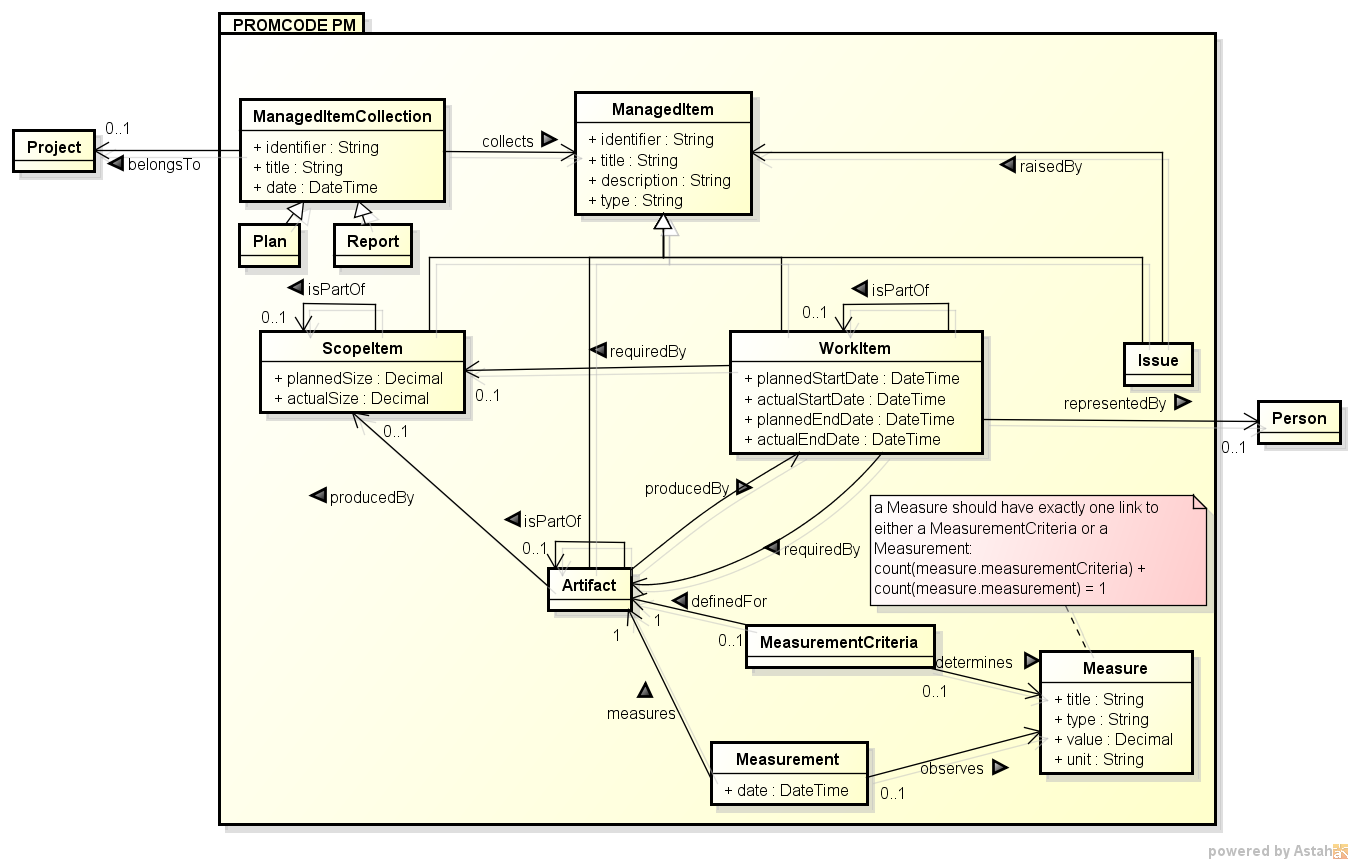 PROMCODE PM
ManagedItemCollection
+ identifier : String
+ title : String
+ date : DateTime
ManagedItem
+ identifier : String
+ title : String
+ description : String
+ type : String
Project
0..1
belongsTo
collects
raisedBy
Plan
Report
isPartOf
0..1
isPartOf
0..1
ScopeItem
+ plannedSize : Decimal
+ actualSize : Decimal
requiredBy
0..1
WorkItem
+ plannedStartDate : DateTime
+ actualStartDate : DateTime
+ plannedEndDate : DateTime
+ actualEndDate : DateTime
Issue
representedBy
0..1
Person
0..1
producedBy
producedBy
isPartOf
0..1
requiredBy
a Measure should have exactly one link to
either a MeasurementCriteria or a
Measurement:
count(measure.measurementCriteria) +
count(measure.measurement) = 1
Artifact
definedFor
1
1
0..1
MeasurementCriteria
determines
0..1
Measure
+ title : String
+ type : String
+ value : Decimal
+ unit : String
measures
Measurement
+ date : DateTime
observes
0..1
powered by Astah